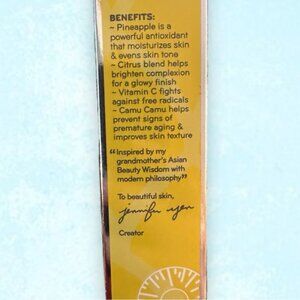 BENEFITS:
~ Pineapple is a
powerful antioxidant
that moisturizes skin
& evens skin tone
~ Citrus blend helps
brighten complexion
for a glowy finish
~ Vitamin C fights
against free radicals
~ Camu Camu helps
prevent signs of
premature aging &
improves skin texture
“Inspired by my
grandmother's Asian
Beauty Wisdom with
modern philosophy”
To beautiful skin,
jennifer yen
Creator